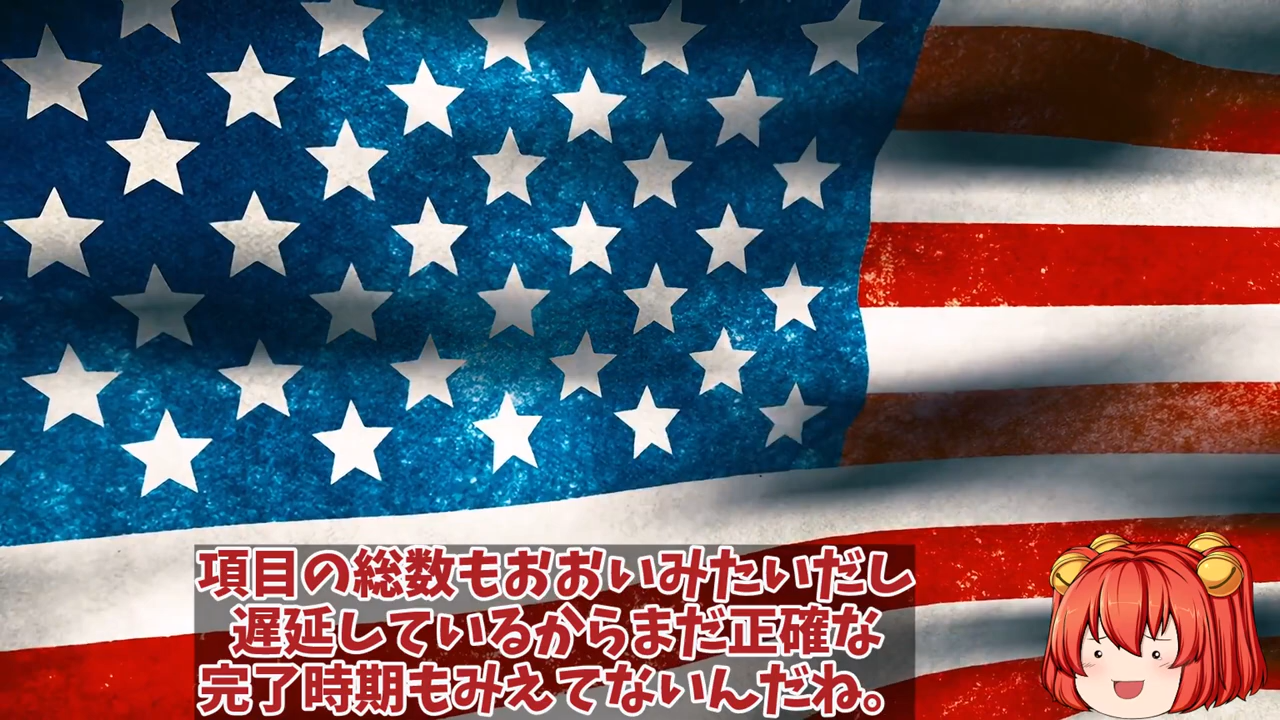 項目の総数もおおいみたいだし
遅延しているからまだ正確な
完了時期もみえてないんだね。